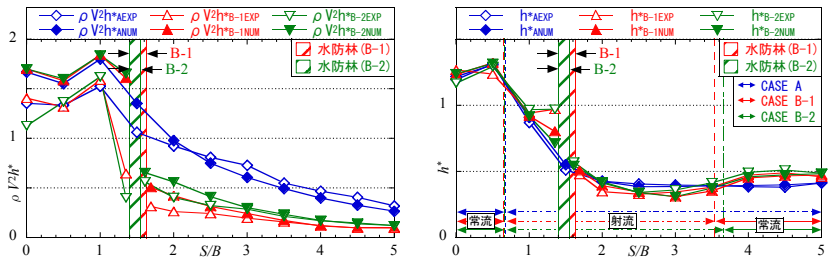 ρ V²h*AEXP ρ V²h*B-1EXP ρ V²h*B-2EXP
ρ V²h*ANUM ρ V²h*B-1NUM ρ V²h*B-2NUM
2
B-1
B-2
水防林(B-1)
水防林(B-2)
1
ρ V²h*
0
0 1 2 S/B 3 4 5
h*AEXP h*B-1EXP h*B-2EXP
h*ANUM h*B-1NUM h*B-2NUM
2
B-1
B-2
水防林(B-1)
水防林(B-2)
CASE A
CASE B-1
CASE B-2
1
h*
常流 射流 常流
0
0 1 2 S/B 3 4 5